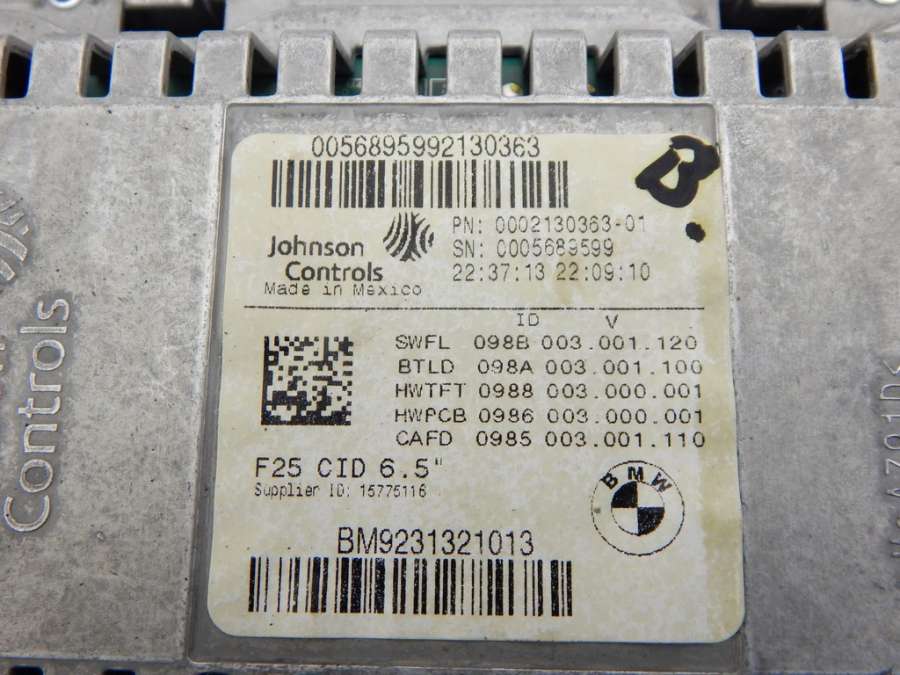 0056895992130363
B.
Johnson
Controls
Made in Mexico
PN: 0002130363-01
SN: 0005689599
22:37:13 22:09:10
ID V
SWFL 098B 003.001.120
BTLD 098A 003.001.100
HWTFT 0988 003.000.001
HWPCB 0986 003.000.001
CAFD 0985 003.001.110
F25 CID 6.5"
Supplier ID: 15775116
BMW
BM9231321013
Controls